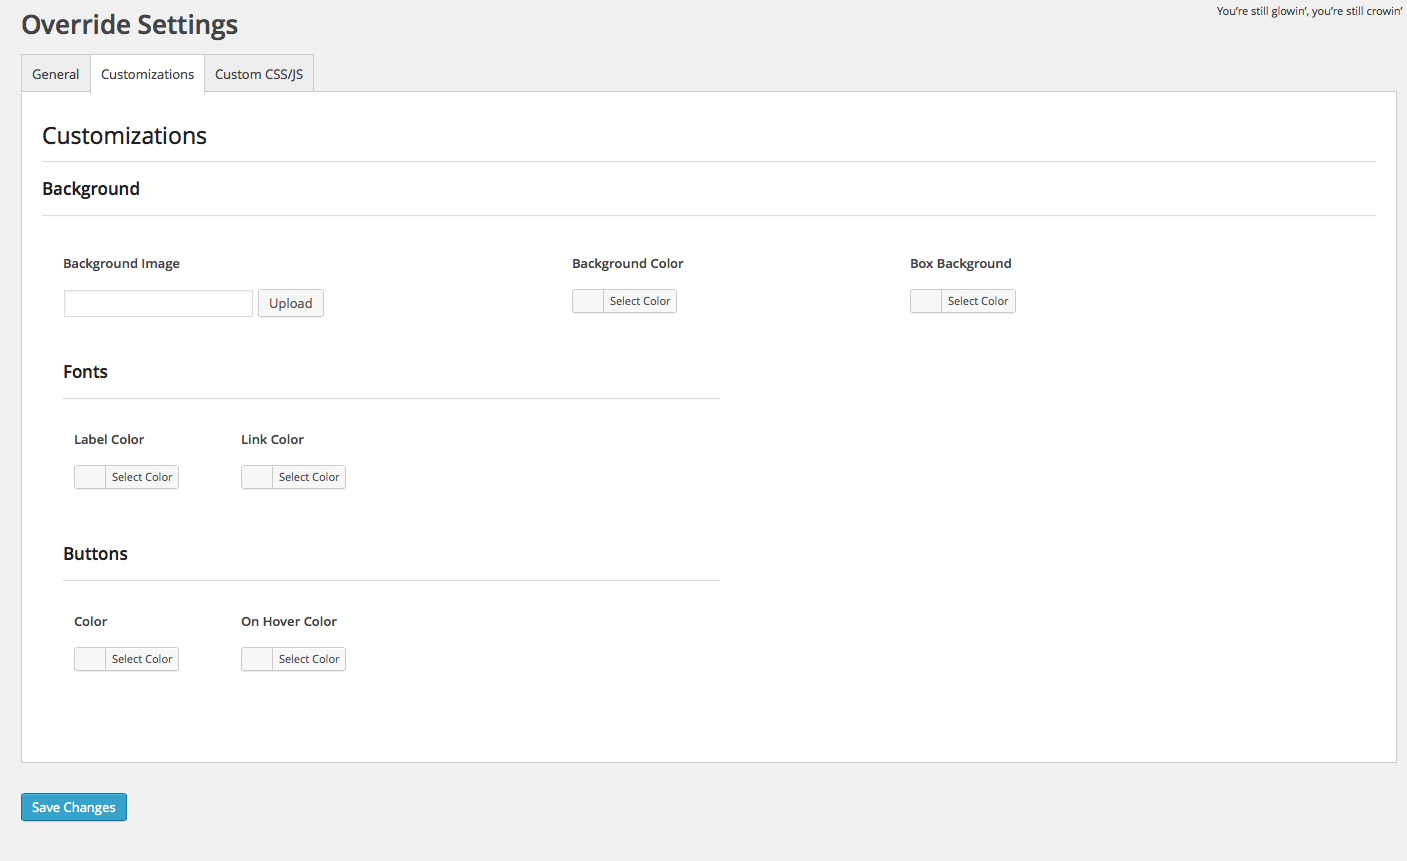 You're still glowin', you're still crowin'
Override Settings
General Customizations Custom CSS/JS
Customizations
Background
Background Image Background Color Box Background
Upload Select Color Select Color
Fonts
Label Color Link Color
Select Color Select Color
Buttons
Color On Hover Color
Select Color Select Color
Save Changes